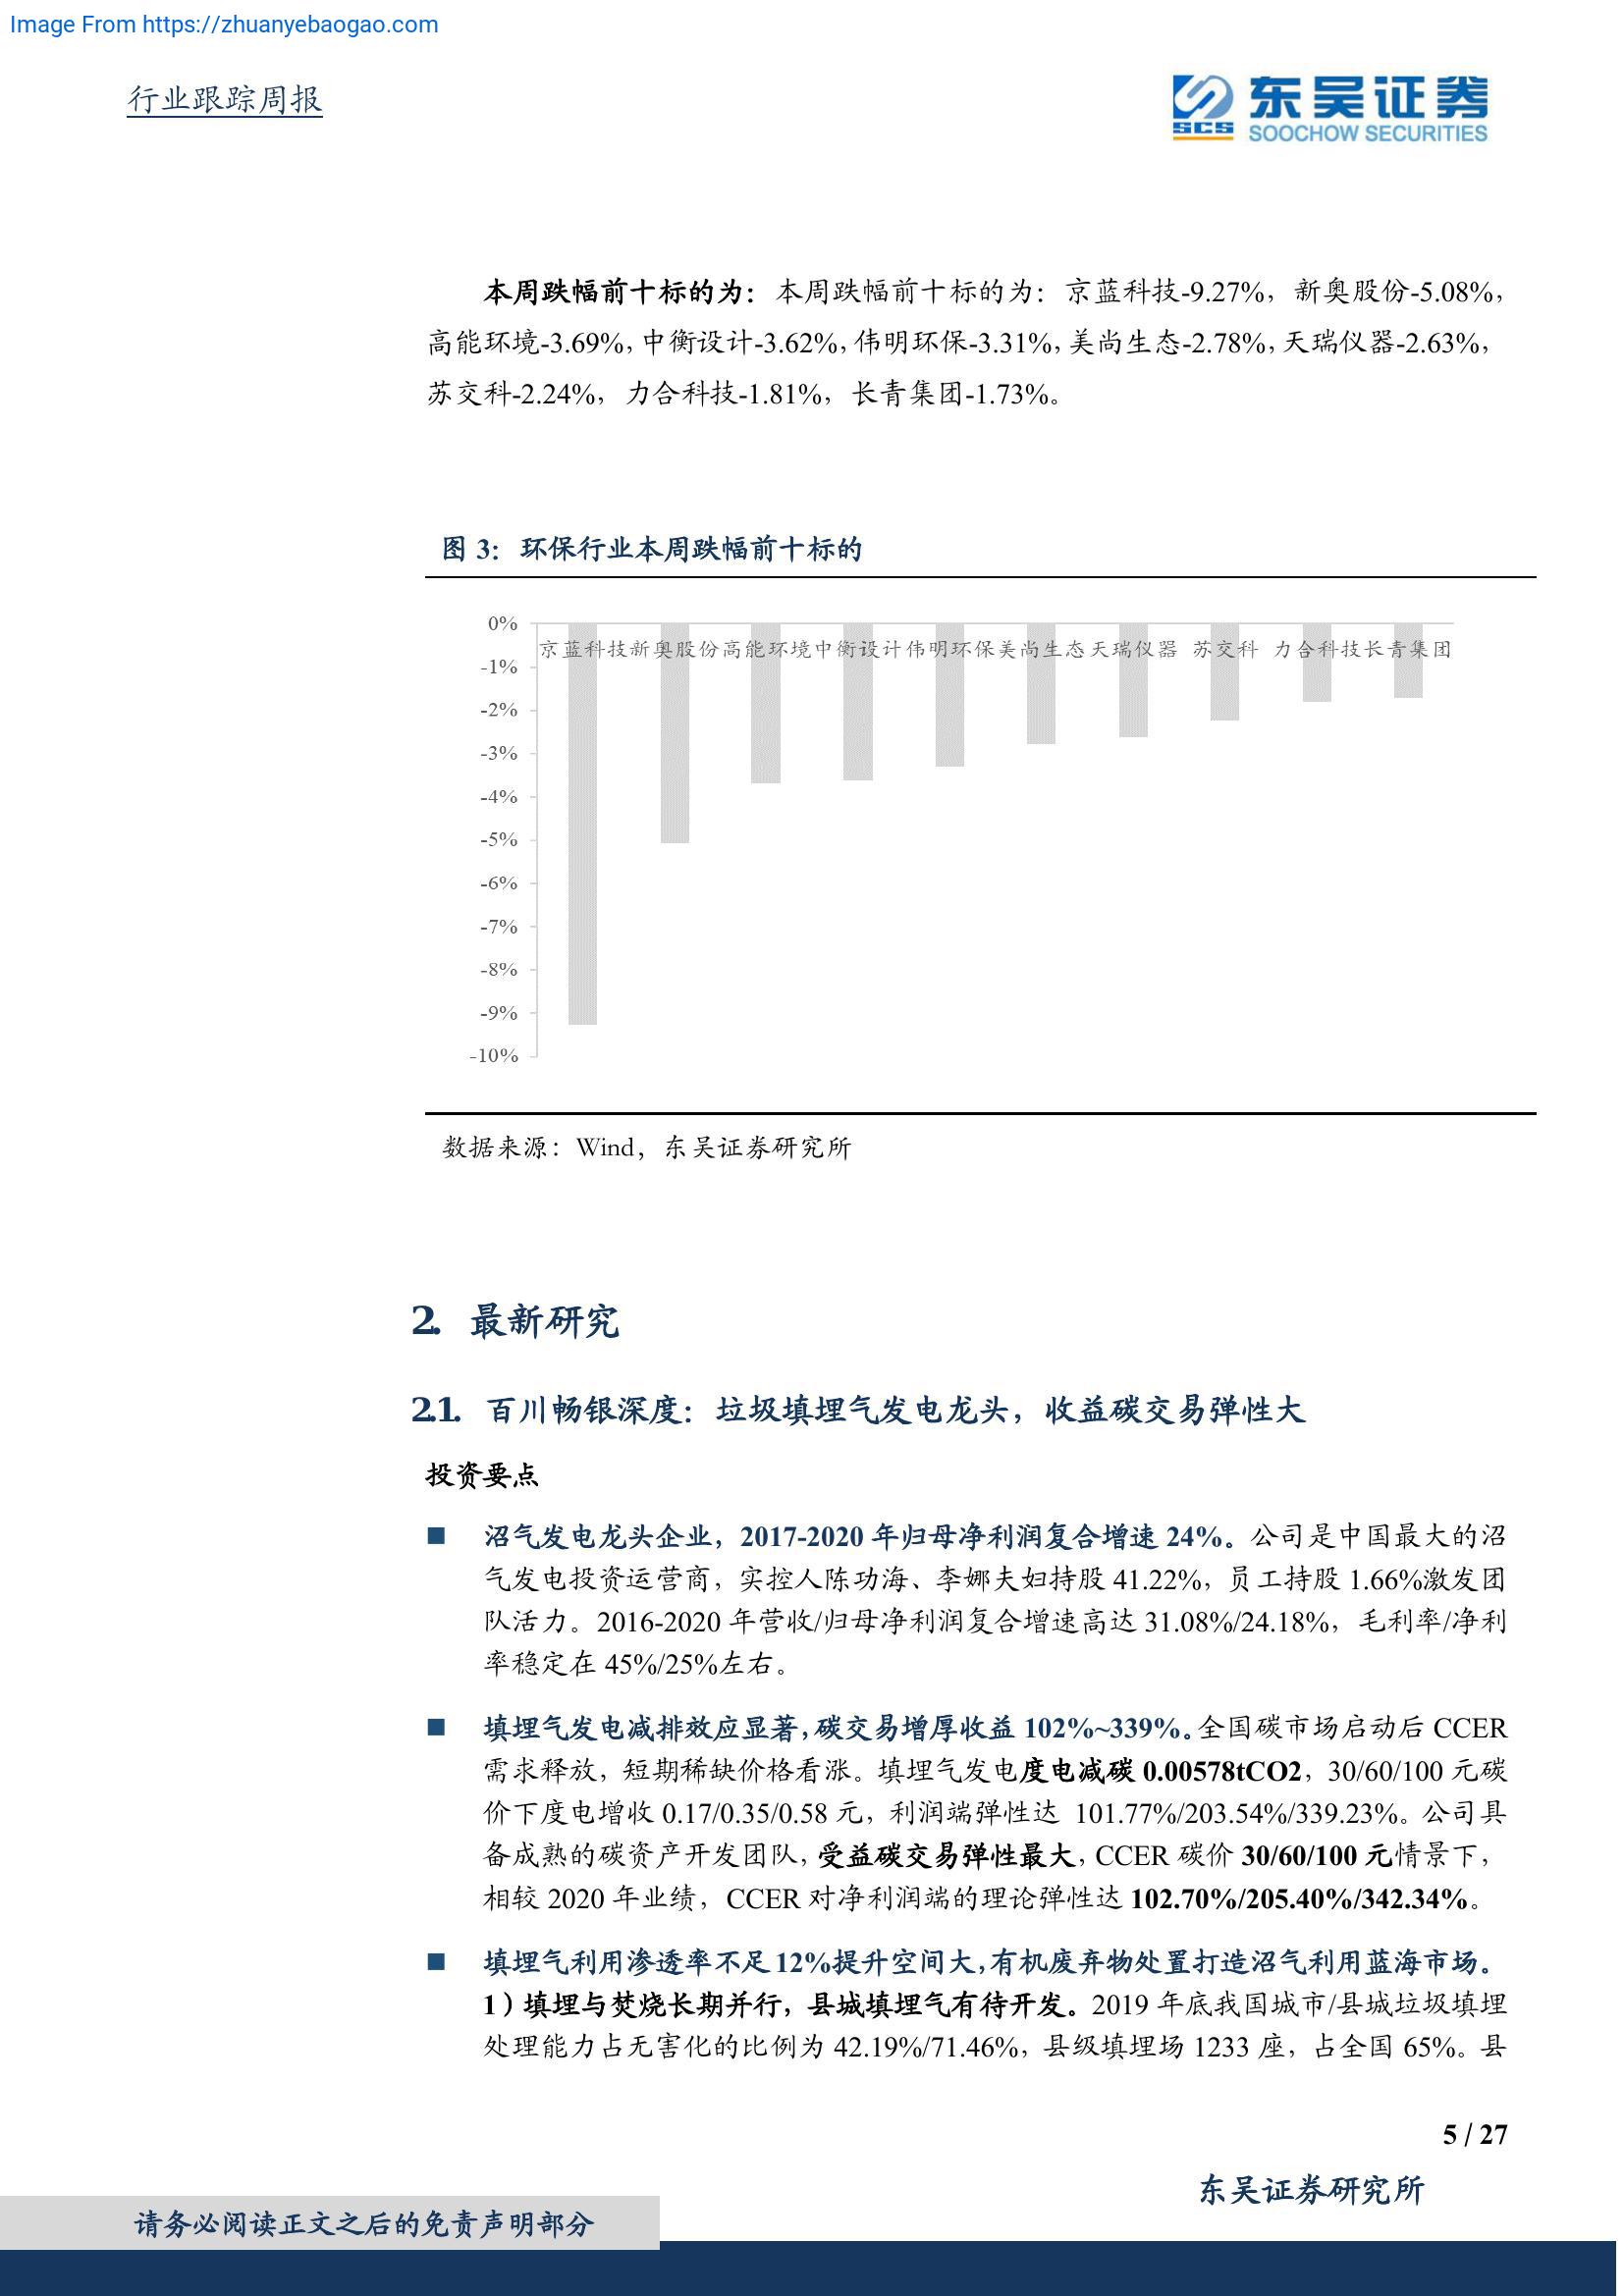 Image From https://zhuanyebaogao.com
行业跟踪周报
SCS
东吴证券
SOOCHOW SECURITIES
本周跌幅前十标的为：本周跌幅前十标的为：京蓝科技-9.27%，新奥股份-5.08%，
高能环境-3.69%，中衡设计-3.62%，伟明环保-3.31%，美尚生态-2.78%，天瑞仪器-2.63%，
苏交科-2.24%，力合科技-1.81%，长青集团-1.73%。
图 3：环保行业本周跌幅前十标的
0%
京蓝科技 新奥股份 高能环境 中衡设计 伟明环保 美尚生态 天瑞仪器 苏交科 力合科技 长青集团
-1%
-2%
-3%
-4%
-5%
-6%
-7%
-8%
-9%
-10%
数据来源：Wind，东吴证券研究所
2. 最新研究
2.1. 百川畅银深度：垃圾填埋气发电龙头，收益碳交易弹性大
投资要点
■ 沼气发电龙头企业，2017-2020 年归母净利润复合增速 24%。公司是中国最大的沼
气发电投资运营商，实控人陈功海、李娜夫妇持股 41.22%，员工持股 1.66%激发团
队活力。2016-2020 年营收/归母净利润复合增速高达 31.08%/24.18%，毛利率/净利
率稳定在 45%/25%左右。
■ 填埋气发电减排效应显著，碳交易增厚收益 102%~339%。全国碳市场启动后 CCER
需求释放，短期稀缺价格看涨。填埋气发电度电减碳 0.00578tCO2，30/60/100 元碳
价下度电增收 0.17/0.35/0.58 元，利润端弹性达 101.77%/203.54%/339.23%。公司具
备成熟的碳资产开发团队，受益碳交易弹性最大，CCER 碳价 30/60/100 元情景下，
相较 2020 年业绩，CCER 对净利润端的理论弹性达 102.70%/205.40%/342.34%。
■ 填埋气利用渗透率不足 12%提升空间大，有机废弃物处置打造沼气利用蓝海市场。
1）填埋与焚烧长期并行，县城填埋气有待开发。2019 年底我国城市/县城垃圾填埋
处理能力占无害化的比例为 42.19%/71.46%，县级填埋场 1233 座，占全国 65%。县
5 / 27
东吴证券研究所
请务必阅读正文之后的免责声明部分